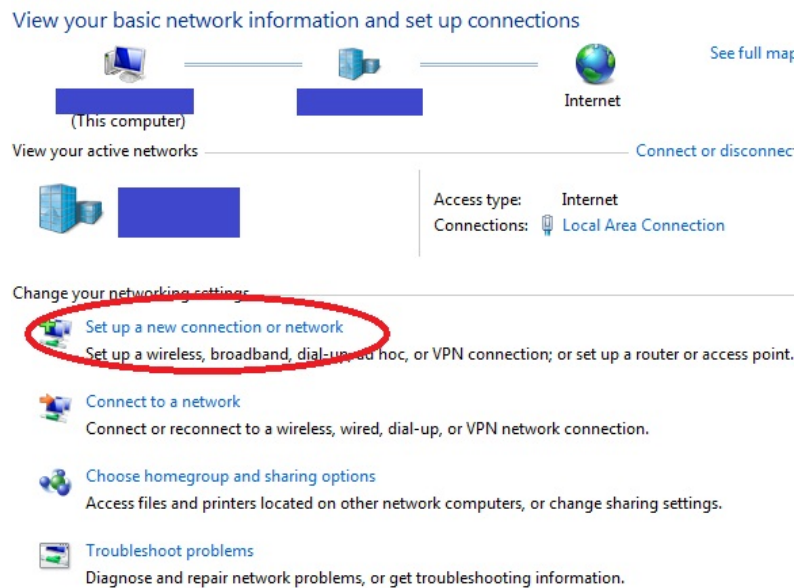 View your basic network information and set up connections
See full map
Internet
(This computer)
View your active networks
Connect or disconnect
Access type: Internet
Connections: Local Area Connection
Change your networking settings
Set up a new connection or network
Set up a wireless, broadband, dial-up, ad hoc, or VPN connection; or set up a router or access point.
Connect to a network
Connect or reconnect to a wireless, wired, dial-up, or VPN network connection.
Choose homegroup and sharing options
Access files and printers located on other network computers, or change sharing settings.
Troubleshoot problems
Diagnose and repair network problems, or get troubleshooting information.